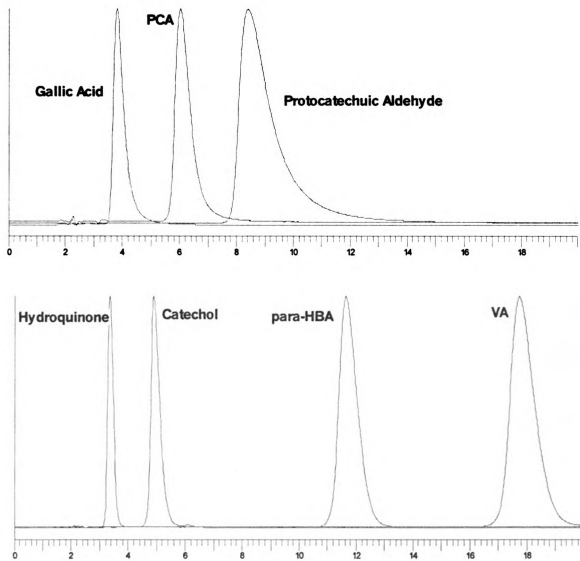 PCA
Gallic Acid
Protocatechuic Aldehyde
0 2 4 6 8 10 12 14 16 18
Hydroquinone
Catechol
para-HBA
VA
0 2 4 6 8 10 12 14 16 18